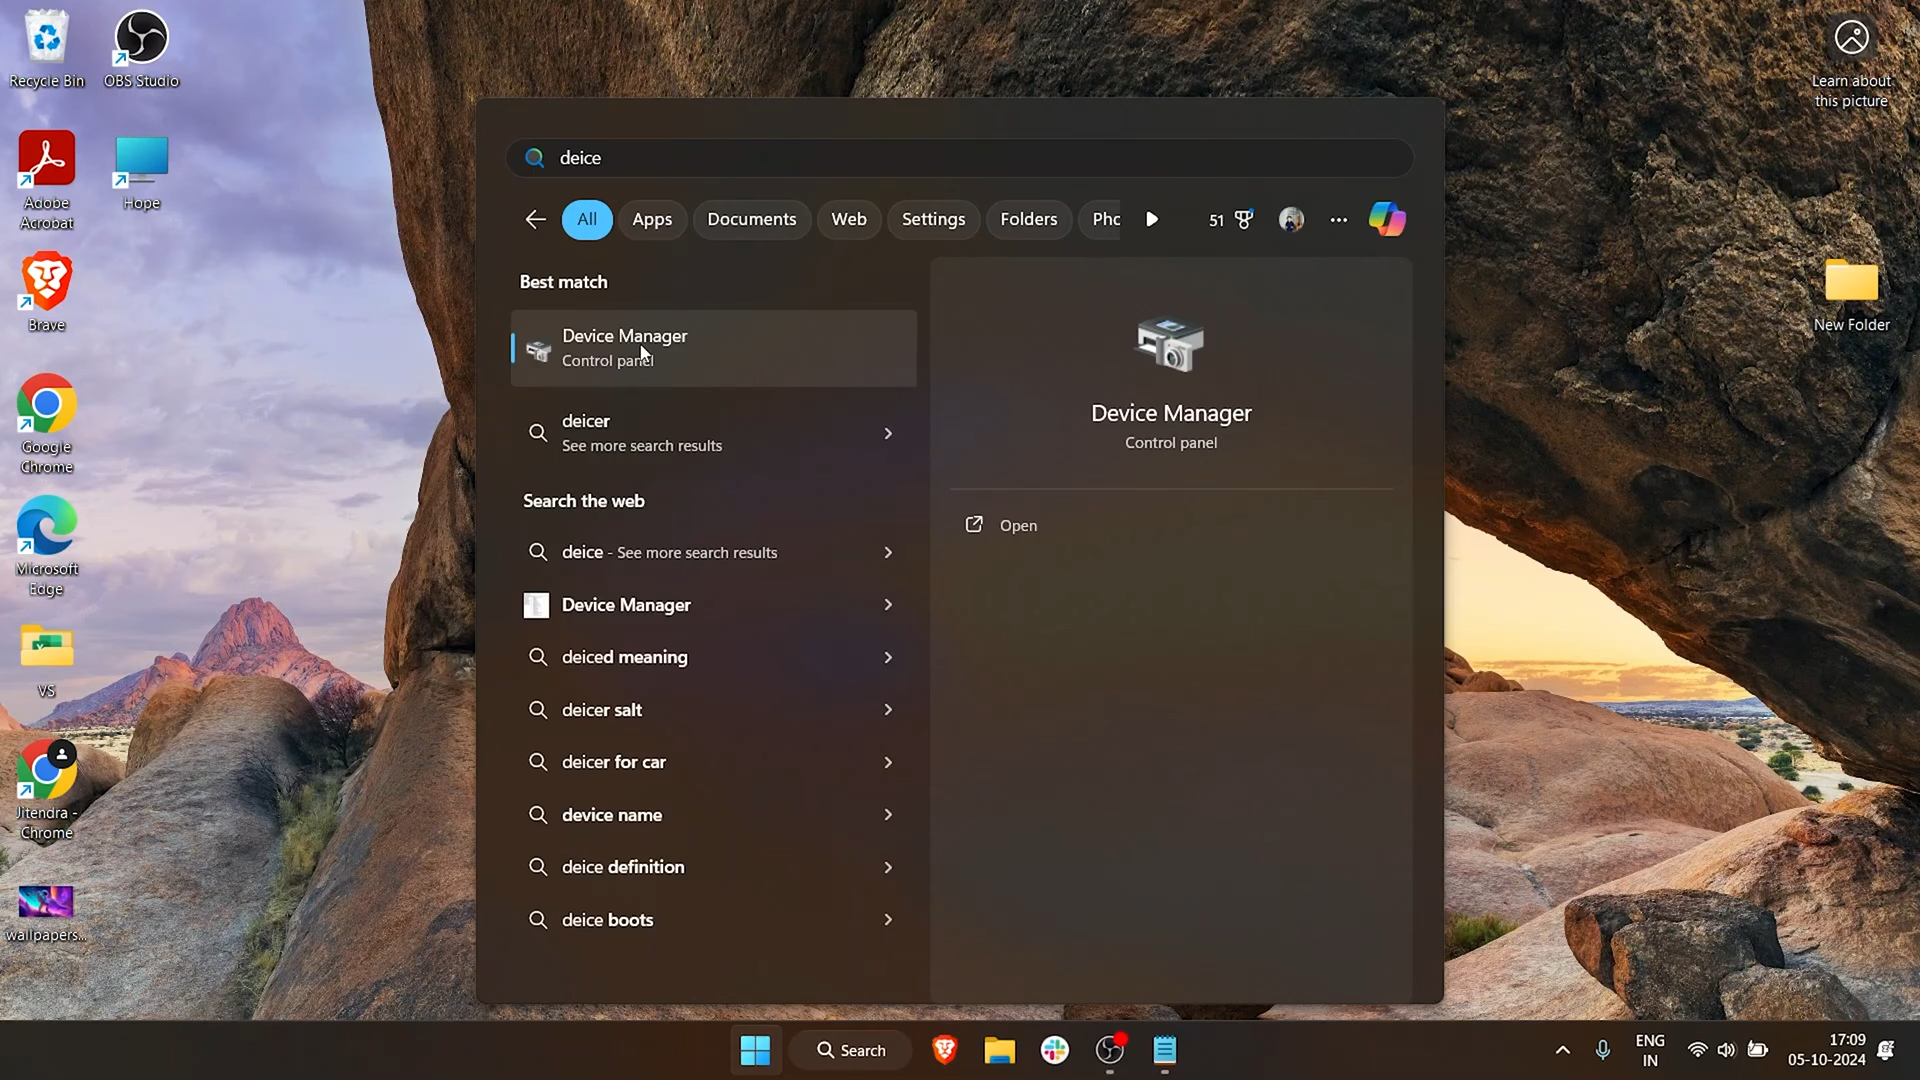 Recycle Bin
OBS Studio
Adobe
Acrobat
Hope
Brave
Google
Chrome
Microsoft
Edge
VS
Jitendra -
Chrome
wallpapers...
deice
All
Apps
Documents
Web
Settings
Folders
Phc
51
Best match
Device Manager
Control panel
deicer
See more search results
Search the web
deice - See more search results
Device Manager
deiced meaning
deicer salt
deicer for car
device name
deice definition
deice boots
Device Manager
Control panel
Open
Learn about
this picture
New Folder
Search
ENG
IN
17:09
05-10-2024